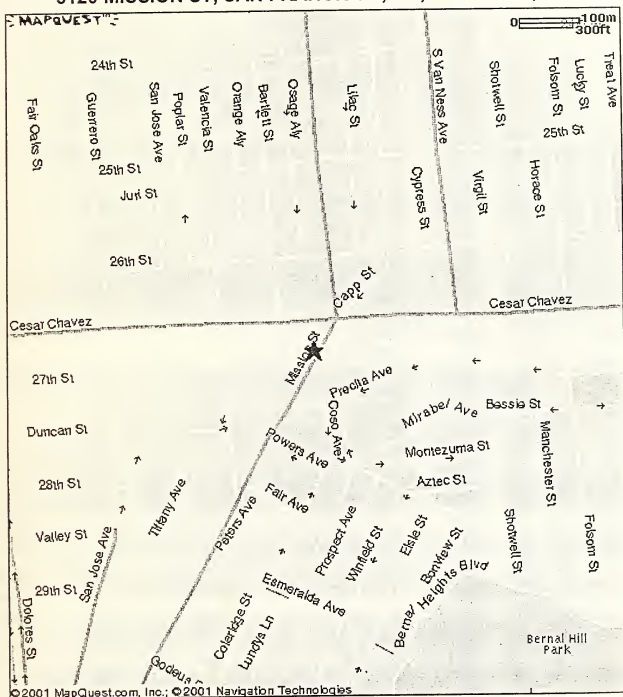 MAPQUEST
100m
0
300ft
24th St
Fair Oaks St
Guerrero St
San Jose Ave
Poplar St
Valencia St
Orange Aly
Bartlett St
Osage Aly
Lilac St
S Van Ness Ave
Shotwell St
Folsom St
Lucky St
Treat Ave
25th St
25th St
Juri St
Cypress St
Virgil St
Horace St
26th St
Capp St
Cesar Chavez
Cesar Chavez
Mission St
27th St
Precita Ave
Coso Ave
Mirabel Ave
Bessie St
Duncan St
Powers Ave
Montezuma St
Manchester St
28th St
Tiffany Ave
Fair Ave
Aztec St
Valley St
San Jose Ave
Peters Ave
Prospect Ave
Winfield St
Elsie St
Bonview St
Shotwell St
Folsom St
29th St
Dolores St
Esmeralda Ave
Bernal Heights Blvd
Coleridge St
Lundys Ln
Bernal Hill
Park
©2001 MapQuest.com, Inc.; ©2001 Navigation Technologies